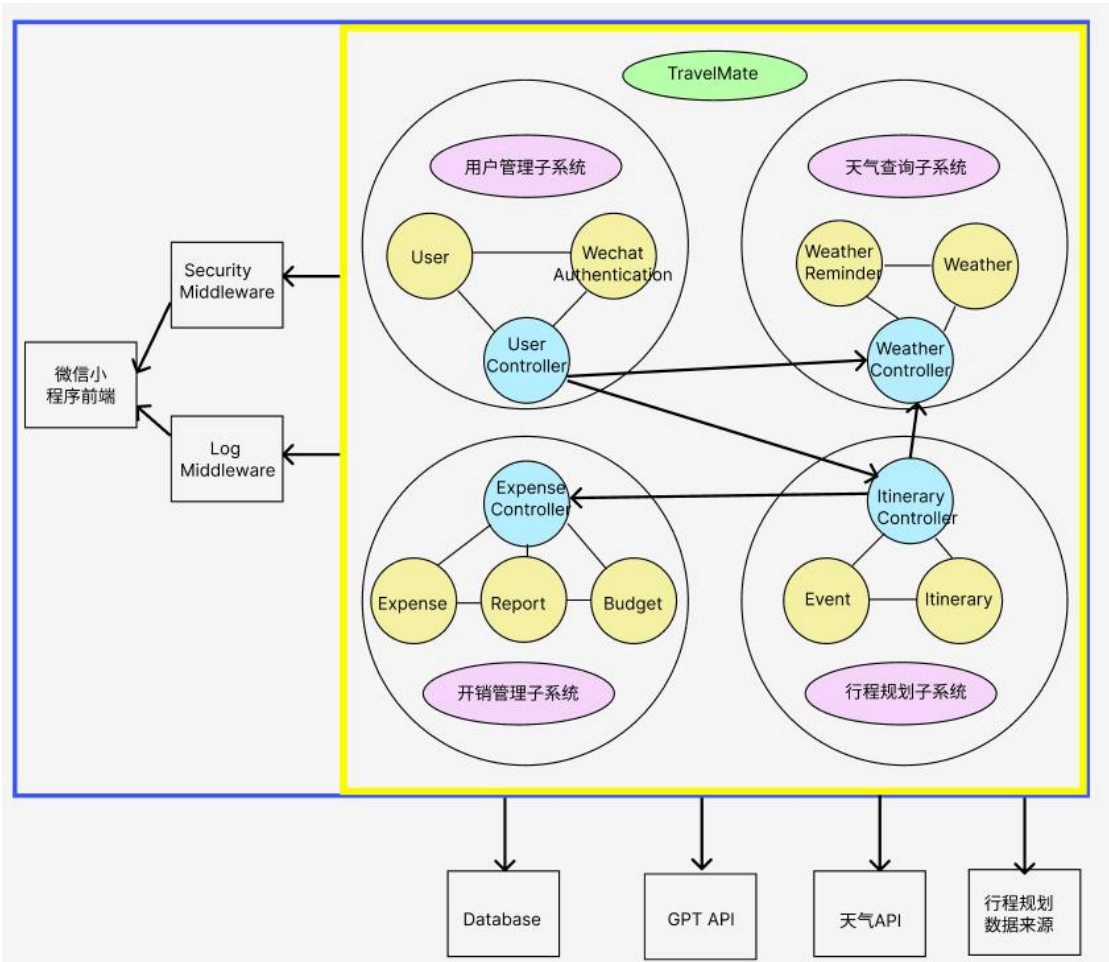 TravelMate
用户管理子系统
User
Wechat
Authentication
User
Controller
天气查询子系统
Weather
Reminder
Weather
Weather
Controller
Security
Middleware
微信小
程序前端
Log
Middleware
Expense
Controller
Expense
Report
Budget
开销管理子系统
Itinerary
Controller
Event
Itinerary
行程规划子系统
Database
GPT API
天气API
行程规划
数据来源